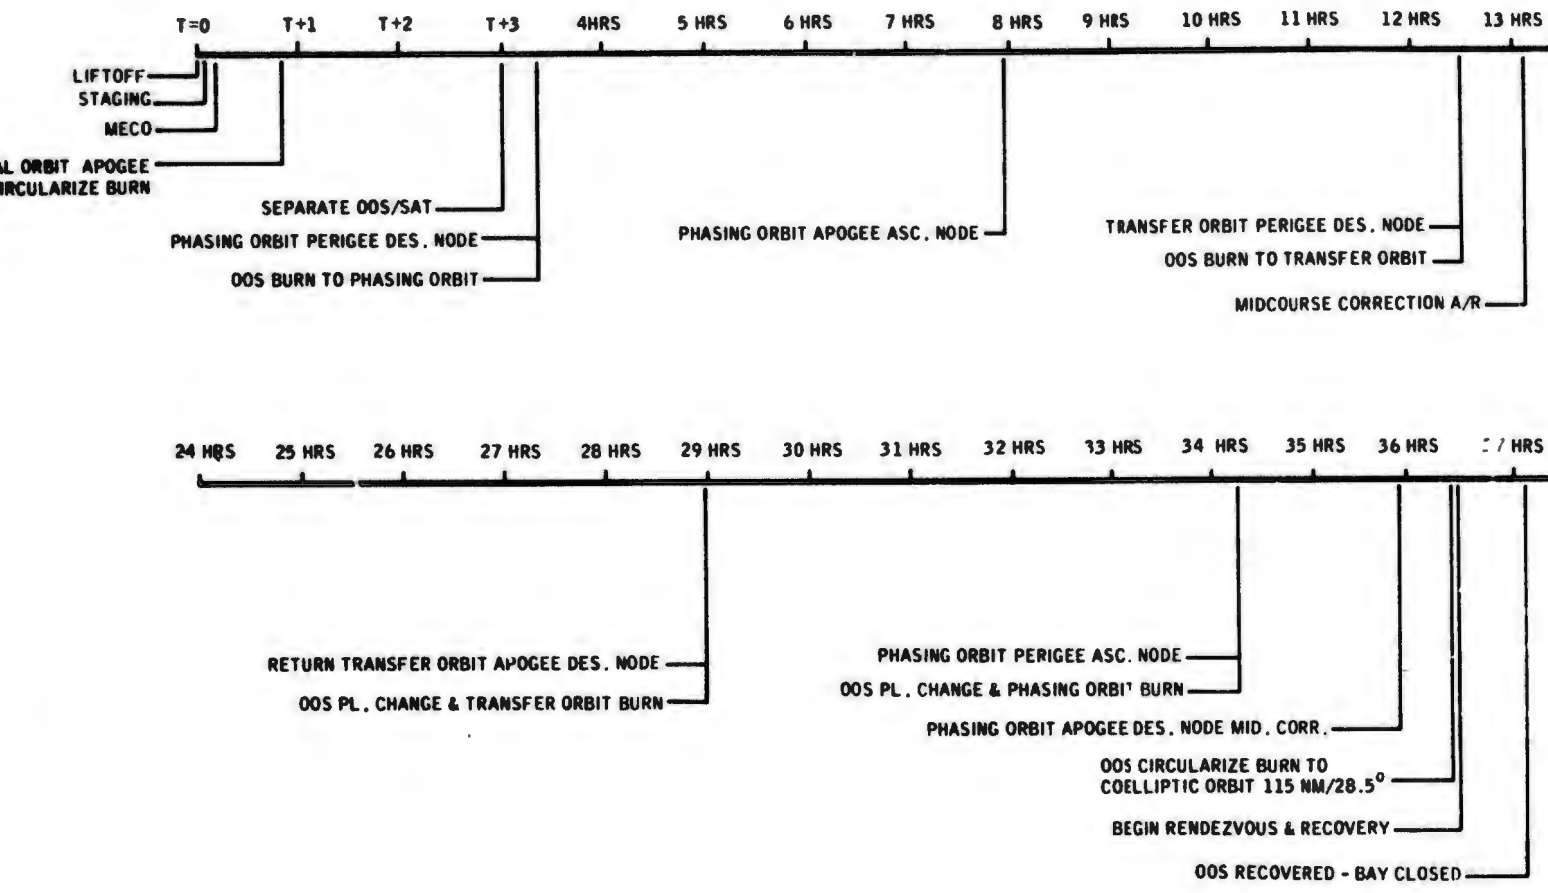 T=0 T+1 T+2 T+3 4HRS 5 HRS 6 HRS 7 HRS 8 HRS 9 HRS 10 HRS 11 HRS 12 HRS 13 HRS
LIFTOFF
STAGING
MECO
AL ORBIT APOGEE
IRCULARIZE BURN
SEPARATE OOS/SAT
PHASING ORBIT PERIGEE DES. NODE
OOS BURN TO PHASING ORBIT
PHASING ORBIT APOGEE ASC. NODE
TRANSFER ORBIT PERIGEE DES. NODE
OOS BURN TO TRANSFER ORBIT
MIDCOURSE CORRECTION A/R
24 HRS 25 HRS 26 HRS 27 HRS 28 HRS 29 HRS 30 HRS 31 HRS 32 HRS 33 HRS 34 HRS 35 HRS 36 HRS 37 HRS
RETURN TRANSFER ORBIT APOGEE DES. NODE
OOS PL. CHANGE & TRANSFER ORBIT BURN
PHASING ORBIT PERIGEE ASC. NODE
OOS PL. CHANGE & PHASING ORBIT BURN
PHASING ORBIT APOGEE DES. NODE MID. CORR.
OOS CIRCULARIZE BURN TO
COELLIPTIC ORBIT 115 NM/28.5°
BEGIN RENDEZVOUS & RECOVERY
OOS RECOVERED - BAY CLOSED